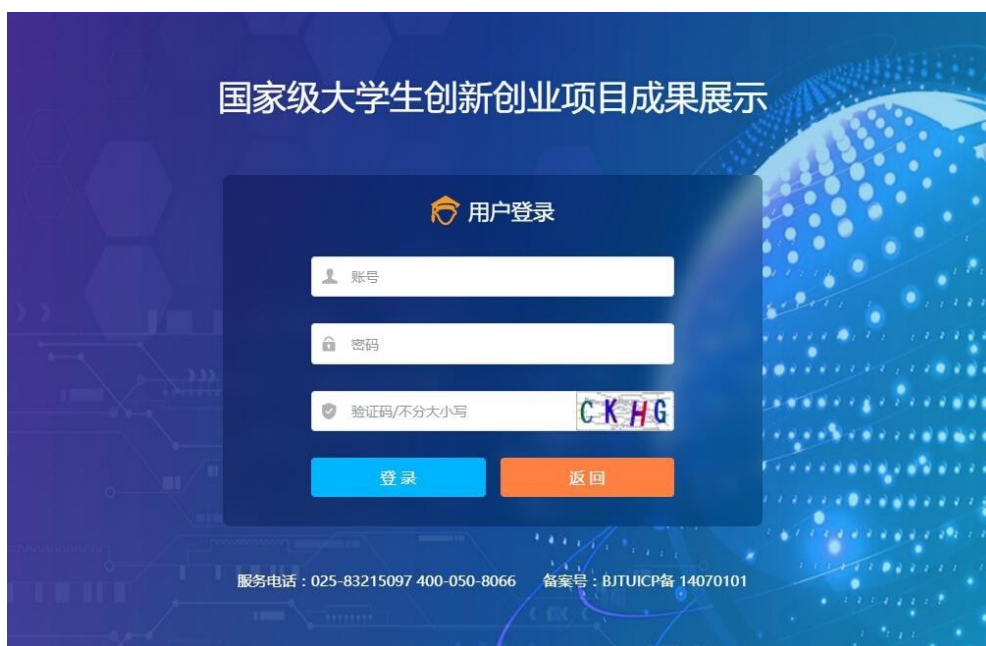 国家级大学生创新创业项目成果展示
用户登录
账号
密码
验证码/不分大小写 CKHG
登录 返回
服务电话：025-83215097 400-050-8066 备案号：BJTUICP备 14070101